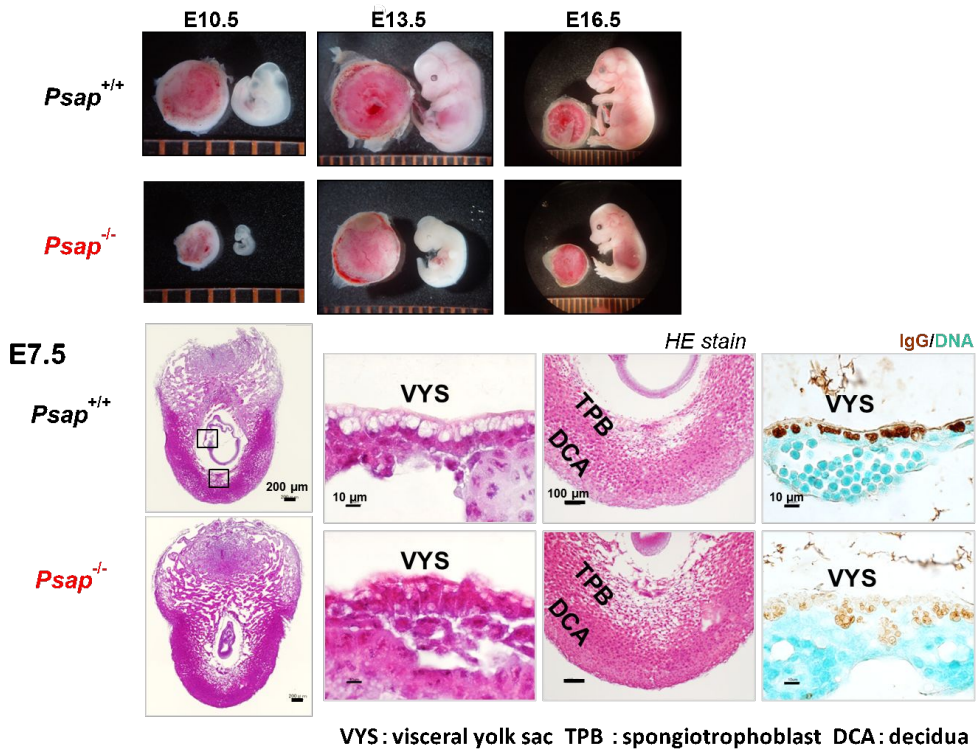 E10.5 E13.5 E16.5
Psap+/+
Psap-/-
E7.5
HE stain IgG/DNA
Psap+/+
VYS
TPB
DCA
VYS
200 µm
10 µm
100 µm
10 µm
Psap-/-
VYS
TPB
DCA
VYS
VYS : visceral yolk sac TPB : spongiotrophoblast DCA : decidua